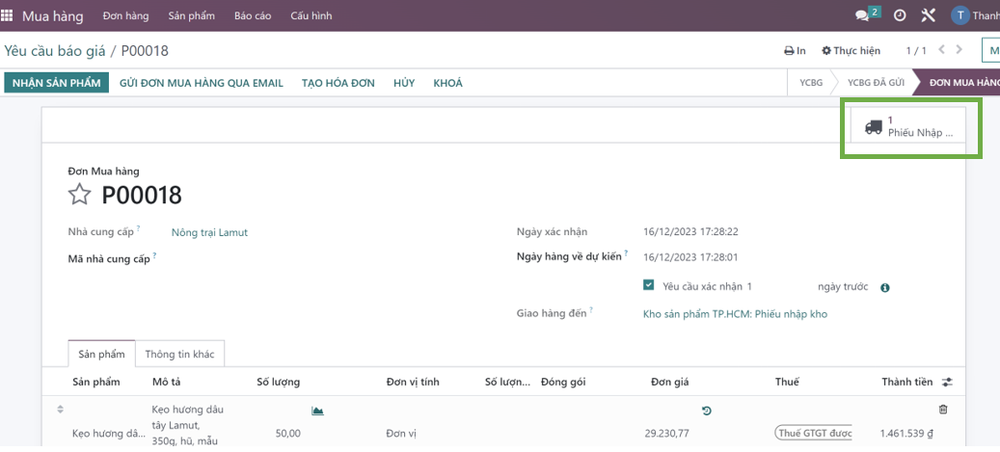 Mua hàng Đơn hàng Sản phẩm Báo cáo Cấu hình 2 T Thanh
Yêu cầu báo giá / P00018 In Thực hiện 1 / 1 M
NHẬN SẢN PHẨM GỬI ĐƠN MUA HÀNG QUA EMAIL TẠO HÓA ĐƠN HỦY KHOÁ YCBG YCBG ĐÃ GỬI ĐƠN MUA HÀNG
1
Phiếu Nhập ...
Đơn Mua hàng
P00018
Nhà cung cấp ? Nông trại Lamut Ngày xác nhận 16/12/2023 17:28:22
Mã nhà cung cấp ? Ngày hàng về dự kiến ? 16/12/2023 17:28:01
Yêu cầu xác nhận 1 ngày trước
Giao hàng đến ? Kho sản phẩm TP.HCM: Phiếu nhập kho
Sản phẩm Thông tin khác
Sản phẩm Mô tả Số lượng Đơn vị tính Số lượn... Đóng gói Đơn giá Thuế Thành tiền
Kẹo hương dâu
tây Lamut,
Kẹo hương dâ... 350g, hũ, mẫu 50,00 Đơn vị 29.230,77 Thuế GTGT được 1.461.539 ₫